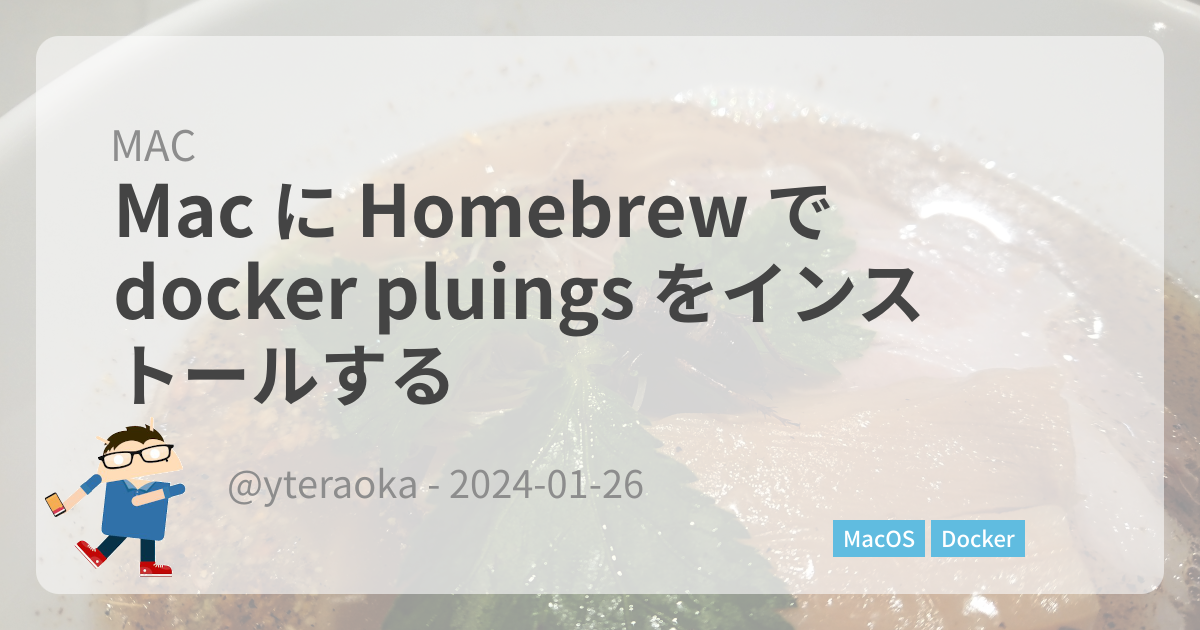 MAC
Mac に Homebrew で
docker pluings をインス
トールする
@yteraoka - 2024-01-26
MacOS Docker